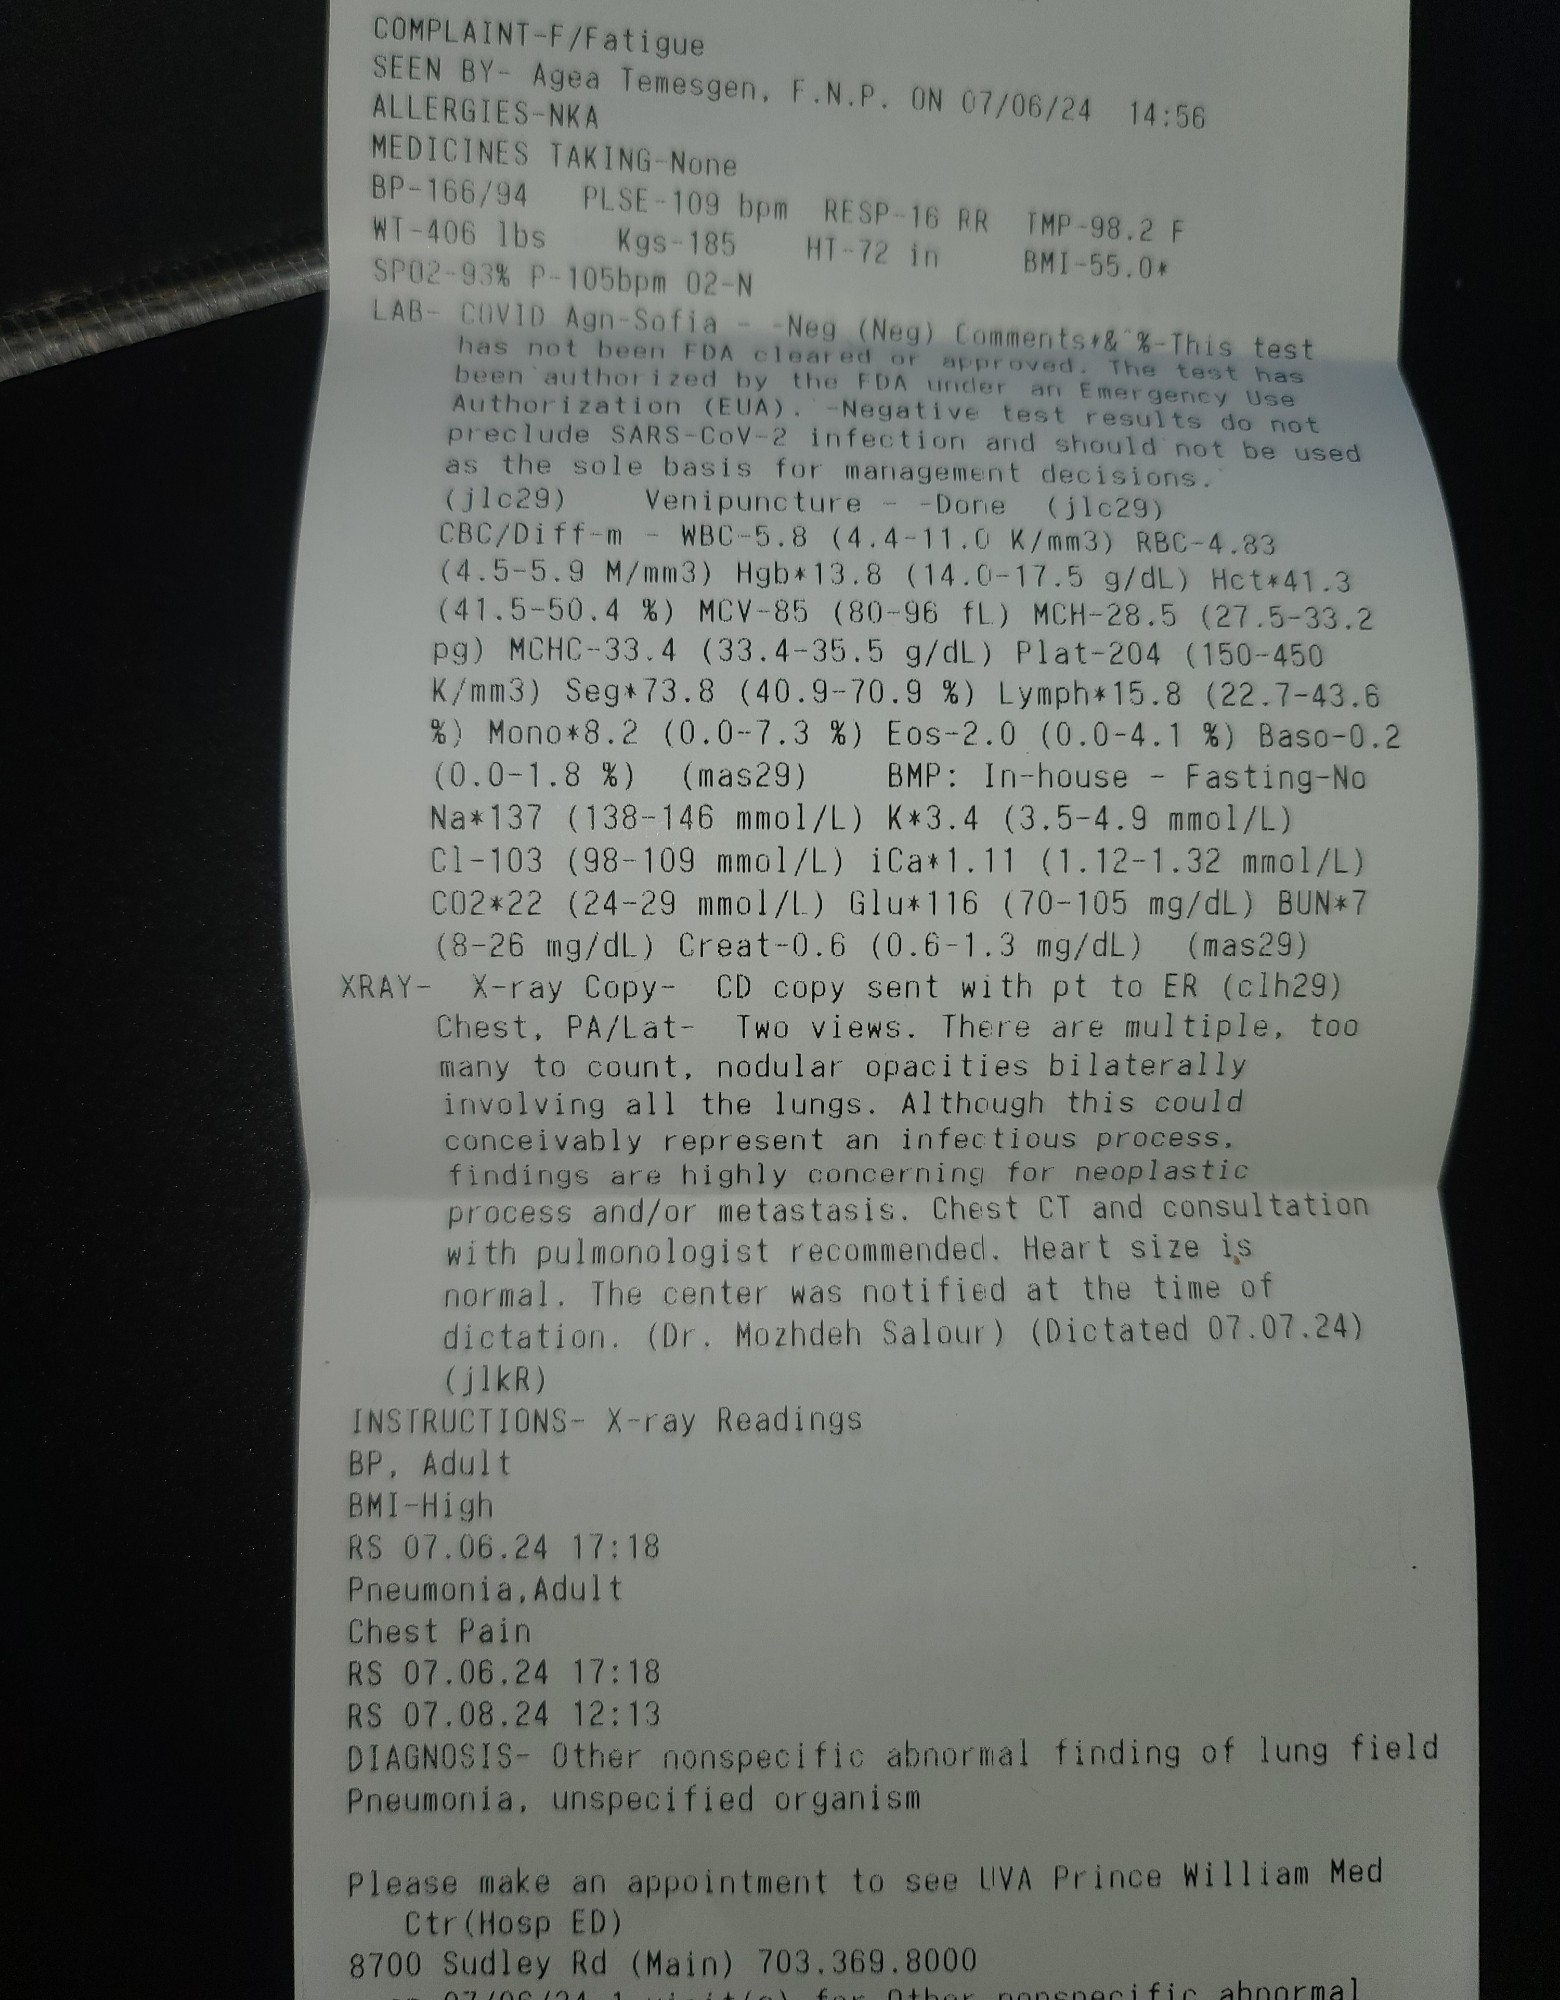 COMPLAINT-F/Fatigue
SEEN BY- Agea Temesgen, F.N.P. ON 07/06/24 14:56
ALLERGIES-NKA
MEDICINES TAKING-None
BP-166/94 PLSE-109 bpm RESP-16 RR TMP-98.2 F
WT-406 lbs Kgs-185 HT-72 in BMI-55.0*
SPO2-93% P-105bpm O2-N
LAB- COVID Agn-Sofia - -Neg (Neg) Comments*&^%-This test
has not been FDA cleared or approved. The test has
been authorized by the FDA under an Emergency Use
Authorization (EUA). -Negative test results do not
preclude SARS-CoV-2 infection and should not be used
as the sole basis for management decisions.
(jlc29) Venipuncture - -Done (jlc29)
CBC/Diff-m - WBC-5.8 (4.4-11.0 K/mm3) RBC-4.83
(4.5-5.9 M/mm3) Hgb*13.8 (14.0-17.5 g/dL) Hct*41.3
(41.5-50.4 %) MCV-85 (80-96 fL) MCH-28.5 (27.5-33.2
pg) MCHC-33.4 (33.4-35.5 g/dL) Plat-204 (150-450
K/mm3) Seg*73.8 (40.9-70.9 %) Lymph*15.8 (22.7-43.6
%) Mono*8.2 (0.0-7.3 %) Eos-2.0 (0.0-4.1 %) Baso-0.2
(0.0-1.8 %) (mas29) BMP: In-house - Fasting-No
Na*137 (138-146 mmol/L) K*3.4 (3.5-4.9 mmol/L)
Cl-103 (98-109 mmol/L) iCa*1.11 (1.12-1.32 mmol/L)
CO2*22 (24-29 mmol/L) Glu*116 (70-105 mg/dL) BUN*7
(8-26 mg/dL) Creat-0.6 (0.6-1.3 mg/dL) (mas29)
XRAY- X-ray Copy- CD copy sent with pt to ER (clh29)
Chest, PA/Lat- Two views. There are multiple, too
many to count, nodular opacities bilaterally
involving all the lungs. Although this could
conceivably represent an infectious process,
findings are highly concerning for neoplastic
process and/or metastasis. Chest CT and consultation
with pulmonologist recommended. Heart size is
normal. The center was notified at the time of
dictation. (Dr. Mozhdeh Salour) (Dictated 07.07.24)
(jlkR)
INSTRUCTIONS- X-ray Readings
BP, Adult
BMI-High
RS 07.06.24 17:18
Pneumonia,Adult
Chest Pain
RS 07.06.24 17:18
RS 07.08.24 12:13
DIAGNOSIS- Other nonspecific abnormal finding of lung field
Pneumonia, unspecified organism
Please make an appointment to see UVA Prince William Med
Ctr(Hosp ED)
8700 Sudley Rd (Main) 703.369.8000
on 07/06/24 1 visit(s) for Other nonspecific abnormal